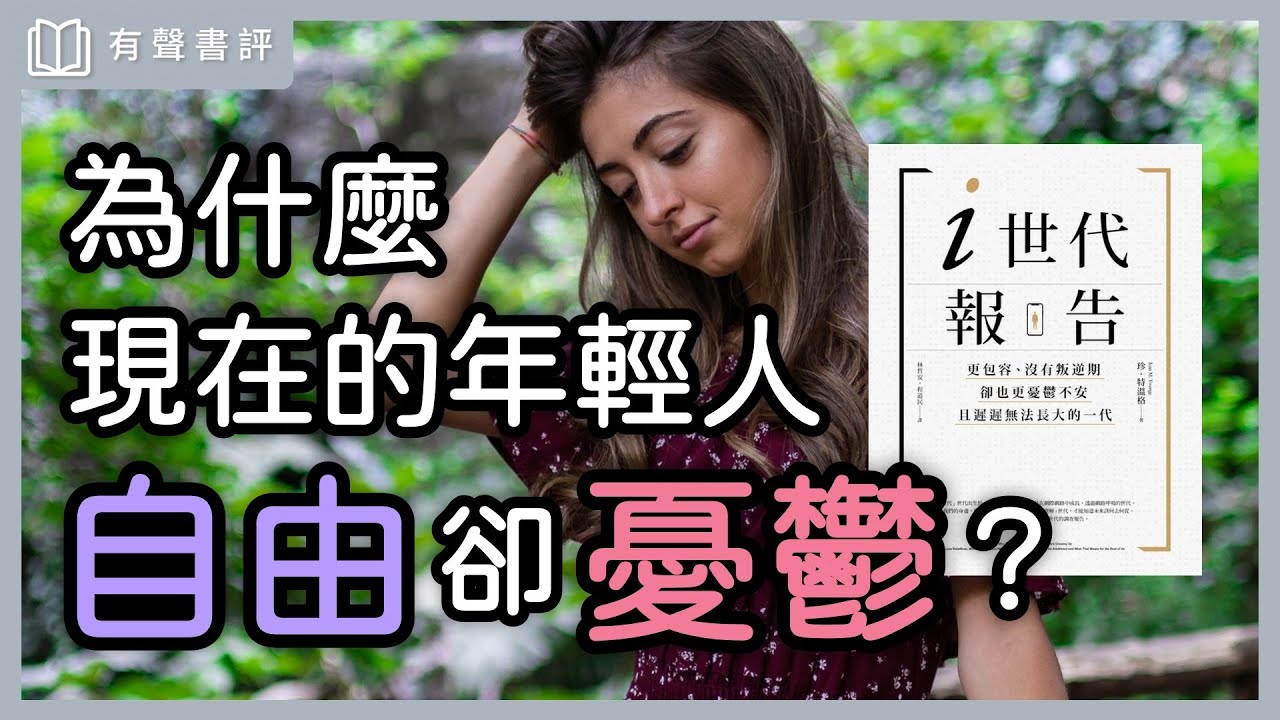 有聲書評
為什麼
現在的年輕人
自由卻憂鬱?
i世代
報告
更包容、沒有叛逆期
卻也更憂鬱不安
且遲遲無法長大的一代
珍·特溫格
Jean M. Twenge
林哲安、程道民